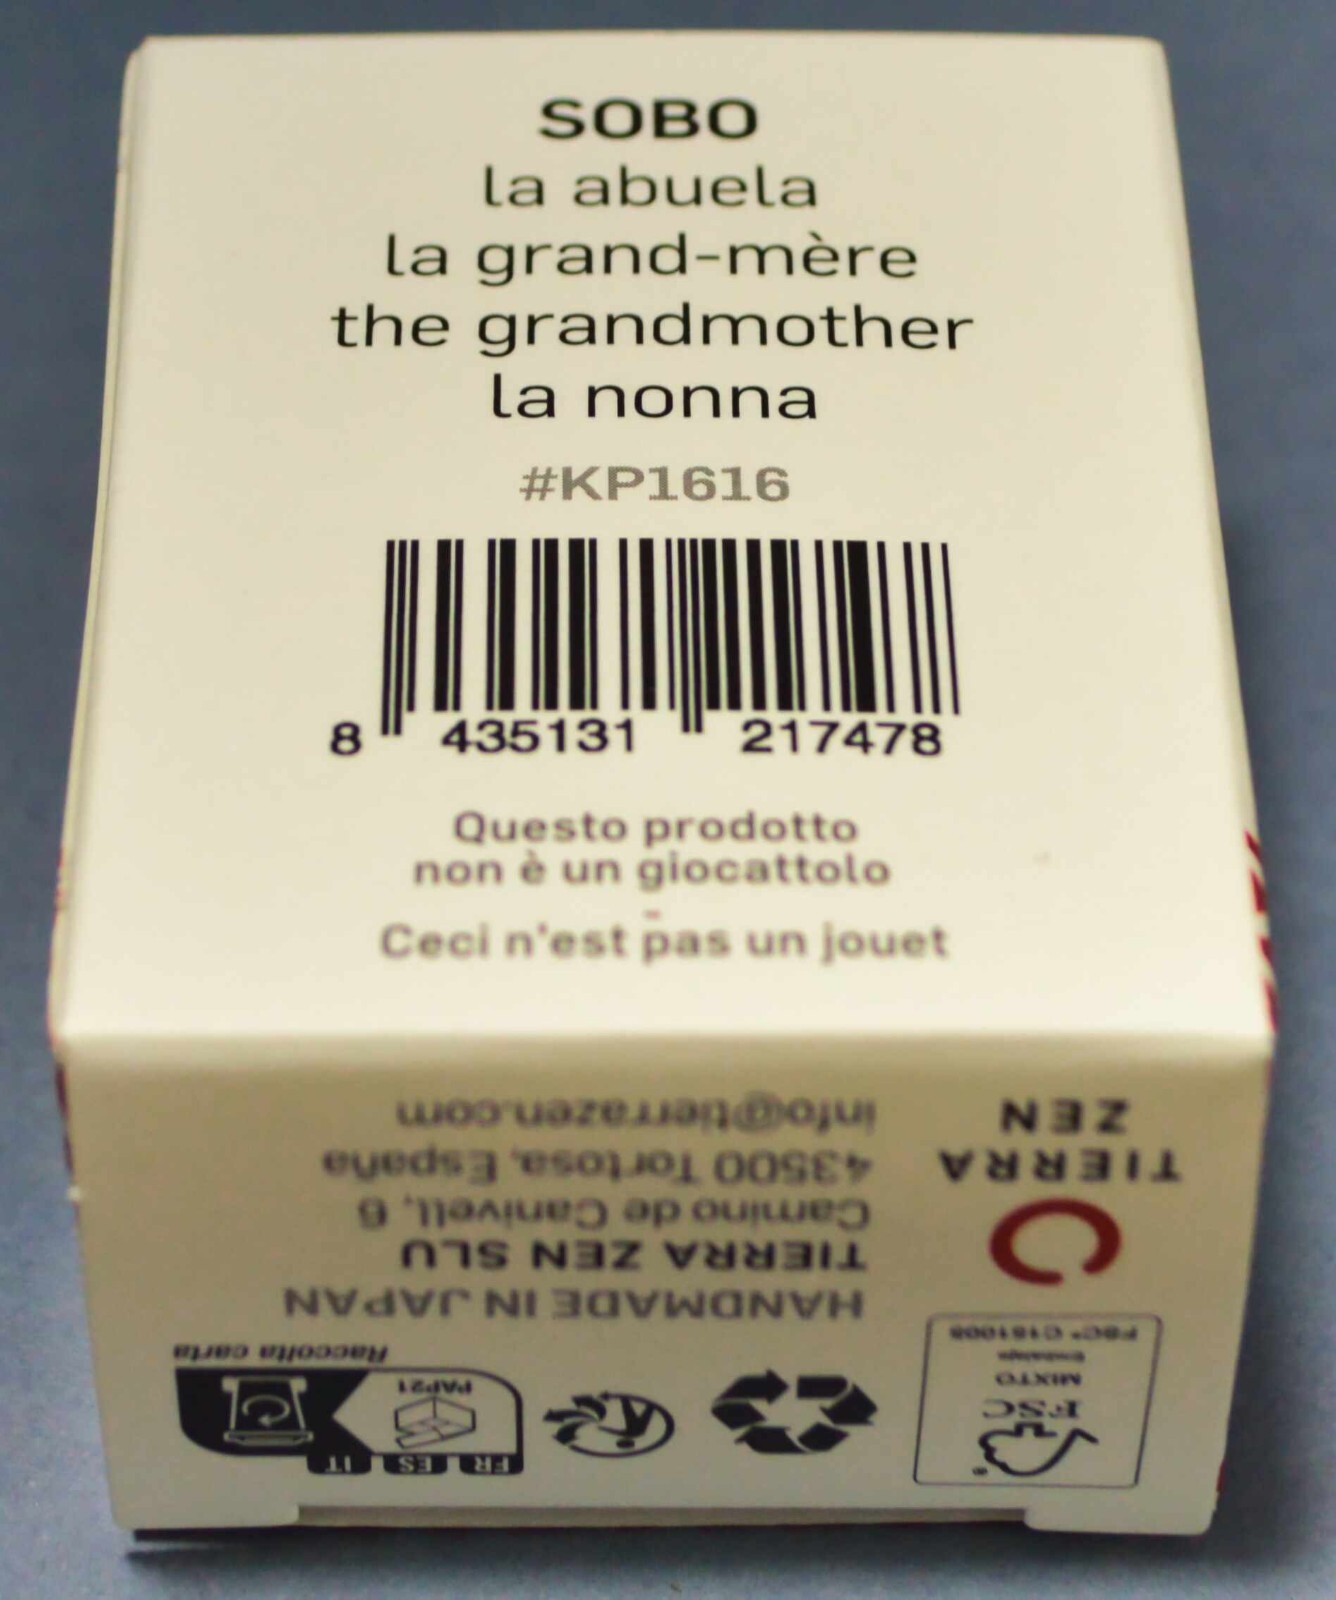 SOBO
la abuela
la grand-mère
the grandmother
la nonna
#KP1616
8 435131 217478
Questo prodotto
non è un giocattolo
-
Ceci n'est pas un jouet
FSC
MIXTO
Embalaje
FSC® C151005
TIERRA
ZEN
FR ES IT
PAP21
Raccolta carta
HANDMADE IN JAPAN
TIERRA ZEN SLU
Camino de Canivell, 6
43500 Tortosa, España
info@tierrazen.com